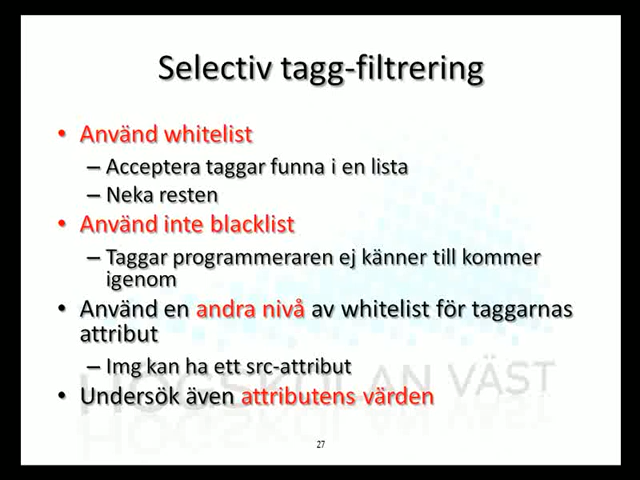 Selectiv tagg-filtrering
• Använd whitelist
– Acceptera taggar funna i en lista
– Neka resten
• Använd inte blacklist
– Taggar programmeraren ej känner till kommer
igenom
• Använd en andra nivå av whitelist för taggarnas
attribut
– Img kan ha ett src-attribut
HÖGSKOLAN VÄST
• Undersök även attributens värden
27